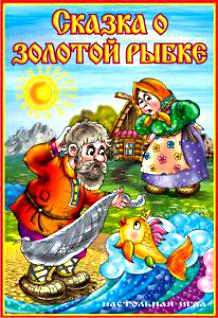 Сказка о
золотой рыбке
настольная игра